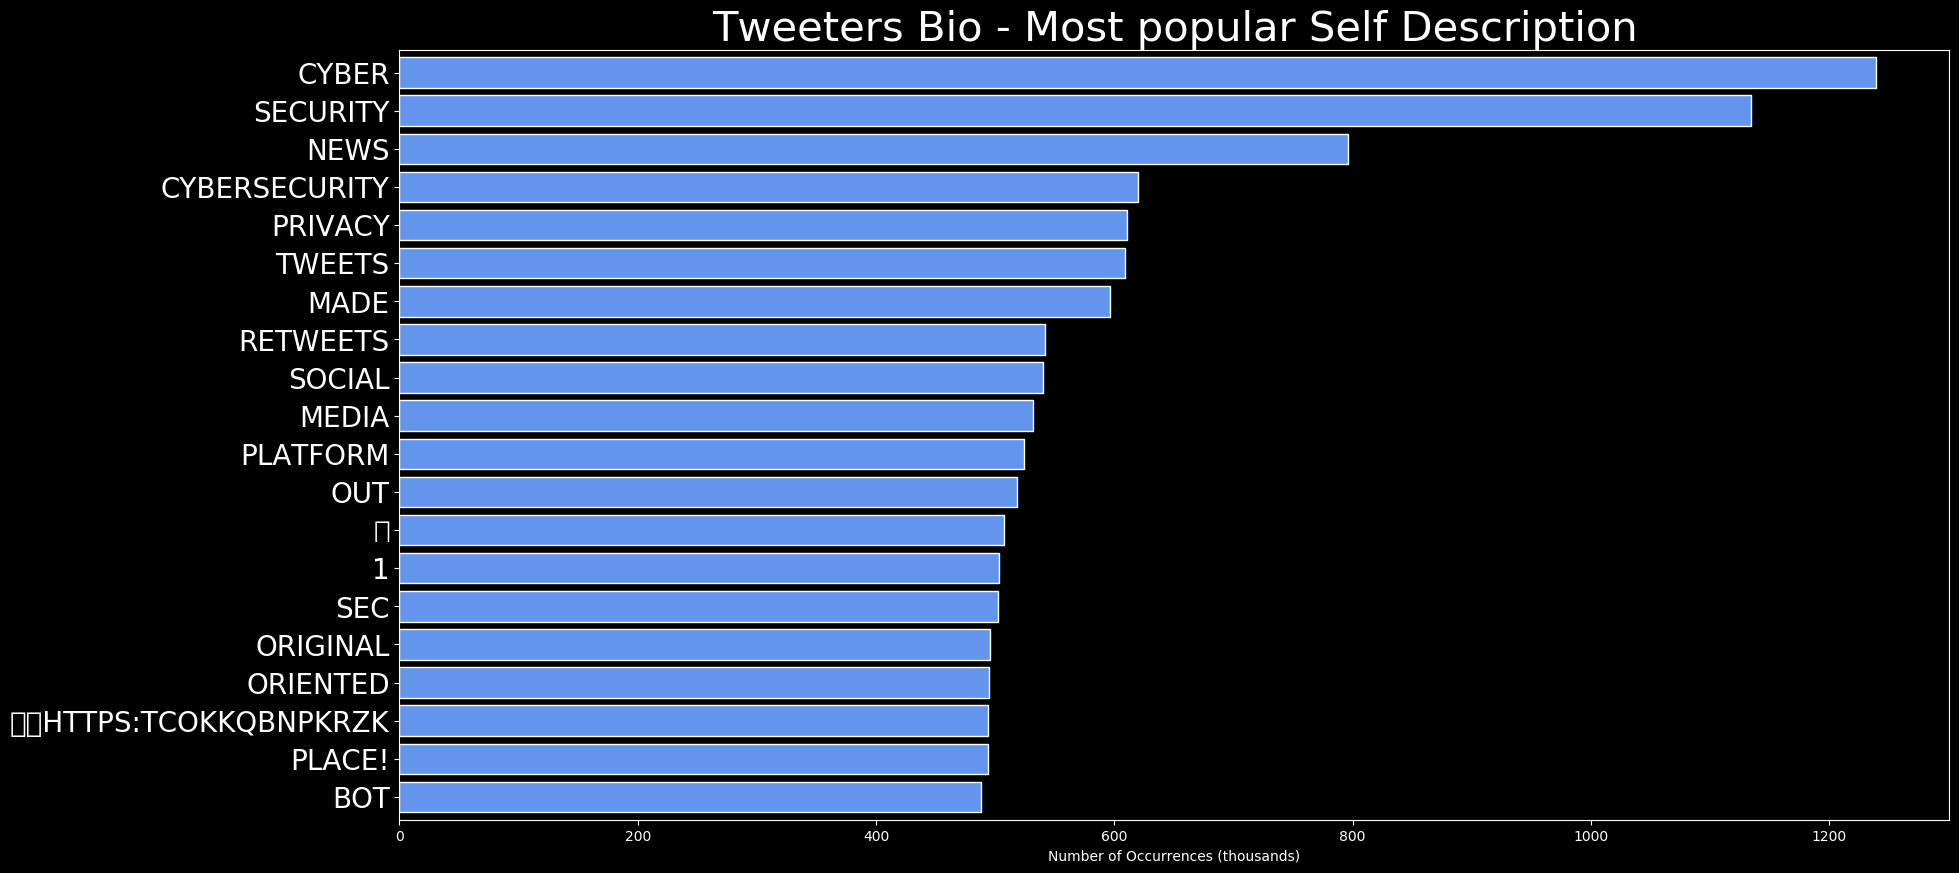 Tweeters Bio - Most popular Self Description
CYBER
SECURITY
NEWS
CYBERSECURITY
PRIVACY
TWEETS
MADE
RETWEETS
SOCIAL
MEDIA
PLATFORM
OUT
1
SEC
ORIGINAL
ORIENTED
HTTPS:TCOKKQBNPKRZK
PLACE!
BOT
0 200 400 600 800 1000 1200
Number of Occurrences (thousands)